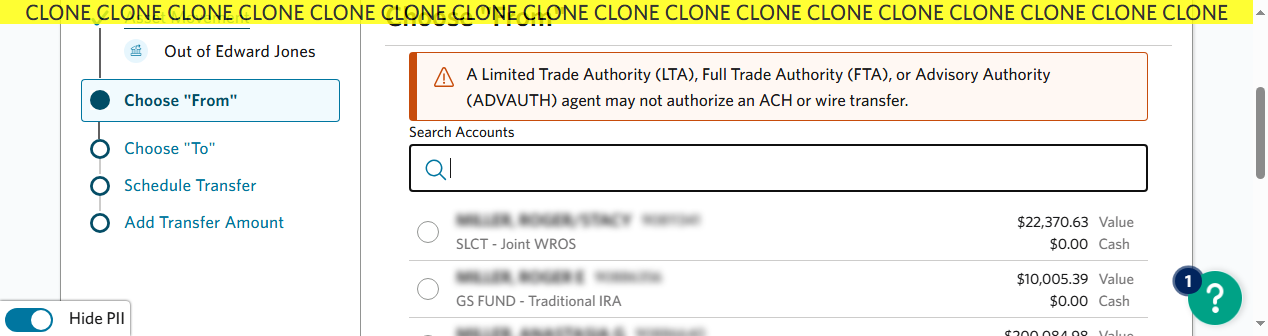 CLONE CLONE CLONE CLONE CLONE CLONE CLONE CLONE CLONE CLONE CLONE CLONE CLONE CLONE CLONE CLONE CLONE
Choose "From"
Out of Edward Jones
Choose "From"
Choose "To"
Schedule Transfer
Add Transfer Amount
A Limited Trade Authority (LTA), Full Trade Authority (FTA), or Advisory Authority
(ADVAUTH) agent may not authorize an ACH or wire transfer.
Search Accounts
$22,370.63 Value
SLCT - Joint WROS $0.00 Cash
$10,005.39 Value
GS FUND - Traditional IRA $0.00 Cash
$200,084.98 Value
Hide PII
1
?